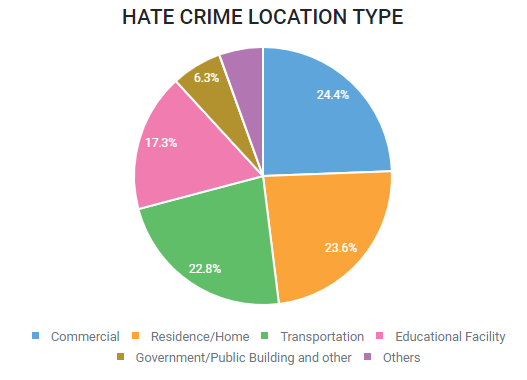 HATE CRIME LOCATION TYPE
6.3%
24.4%
17.3%
23.6%
22.8%
Commercial Residence/Home Transportation Educational Facility
Government/Public Building and other Others